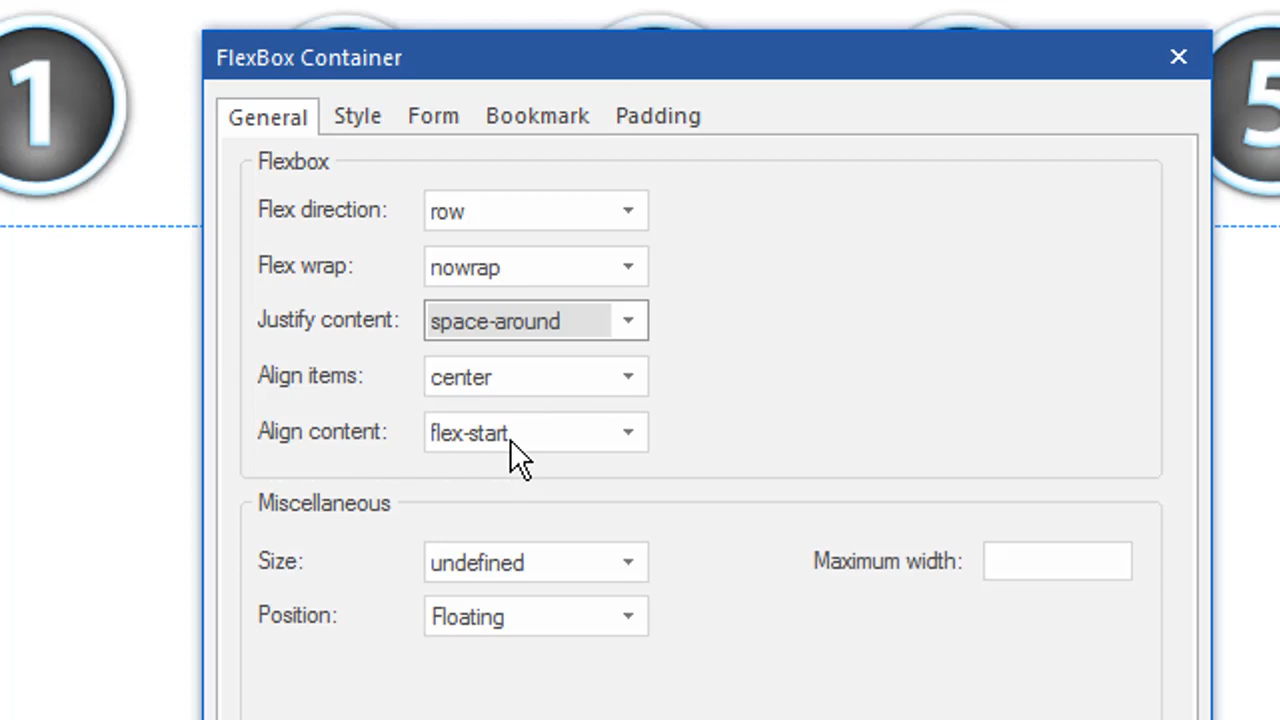 1
5
FlexBox Container
General Style Form Bookmark Padding
Flexbox
Flex direction: row
Flex wrap: nowrap
Justify content: space-around
Align items: center
Align content: flex-start
Miscellaneous
Size: undefined Maximum width:
Position: Floating